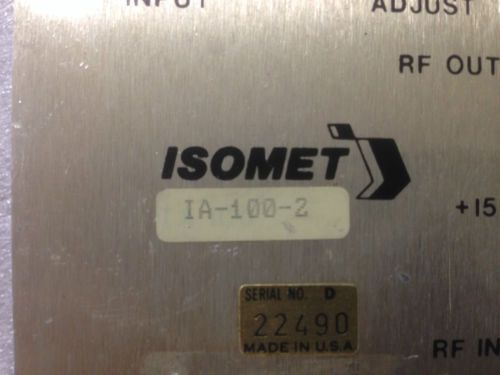 INPUT
ADJUST
RF OUT
ISOMET
IA-100-2
+15
SERIAL NO. D
22490
MADE IN U.S.A
RF IN